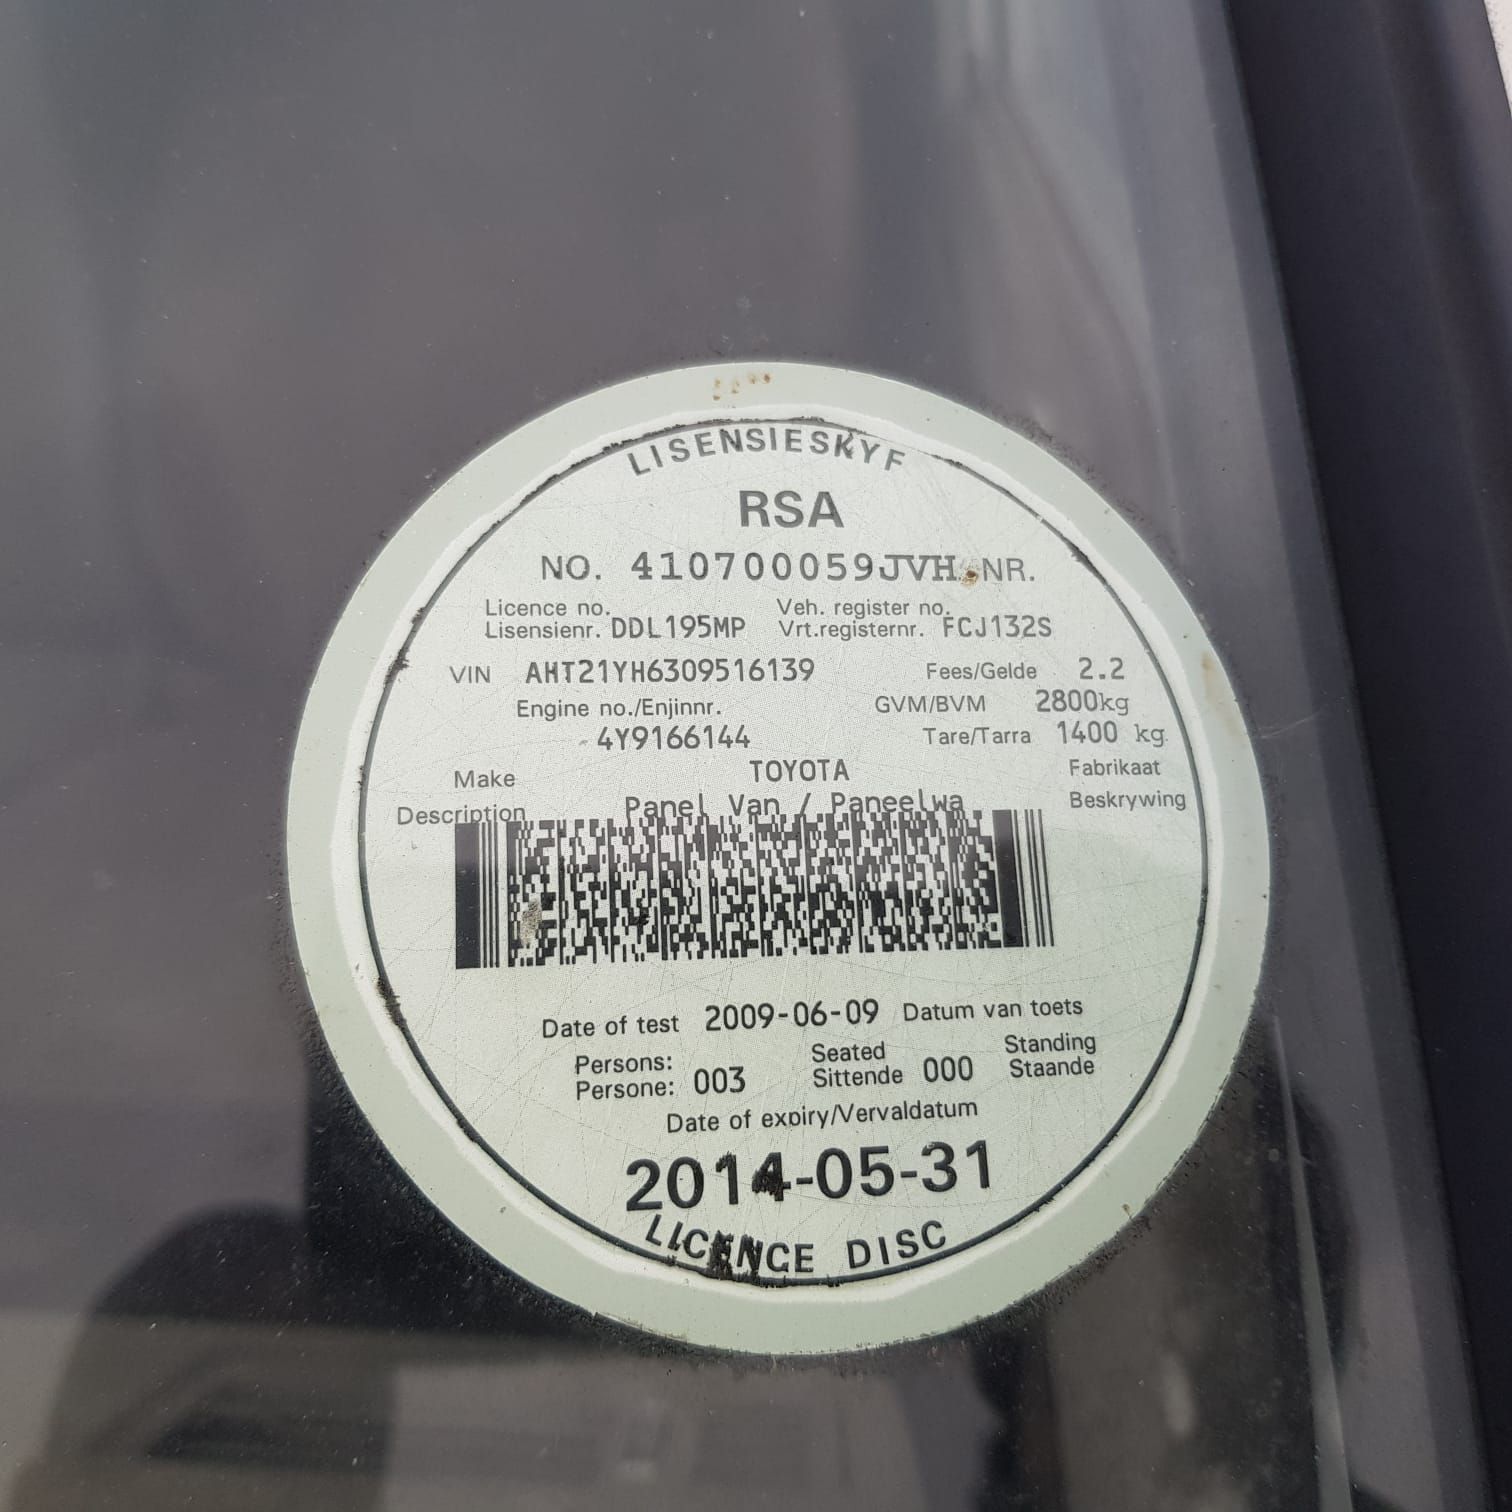 LISENSIESKYF
RSA
NO. 410700059JVH NR.
Licence no. Veh. register no.
Lisensienr. DDL195MP Vrt.registernr. FCJ132S
VIN AHT21YH6309516139 Fees/Gelde 2.2
Engine no./Enjinnr. GVM/BVM 2800kg
4Y9166144 Tare/Tarra 1400 kg
Make TOYOTA Fabrikaat
Description Panel Van / Paneelwa Beskrywing
Date of test 2009-06-09 Datum van toets
Persons: Seated Standing
Persone: 003 Sittende 000 Staande
Date of expiry/Vervaldatum
2014-05-31
LICENCE DISC